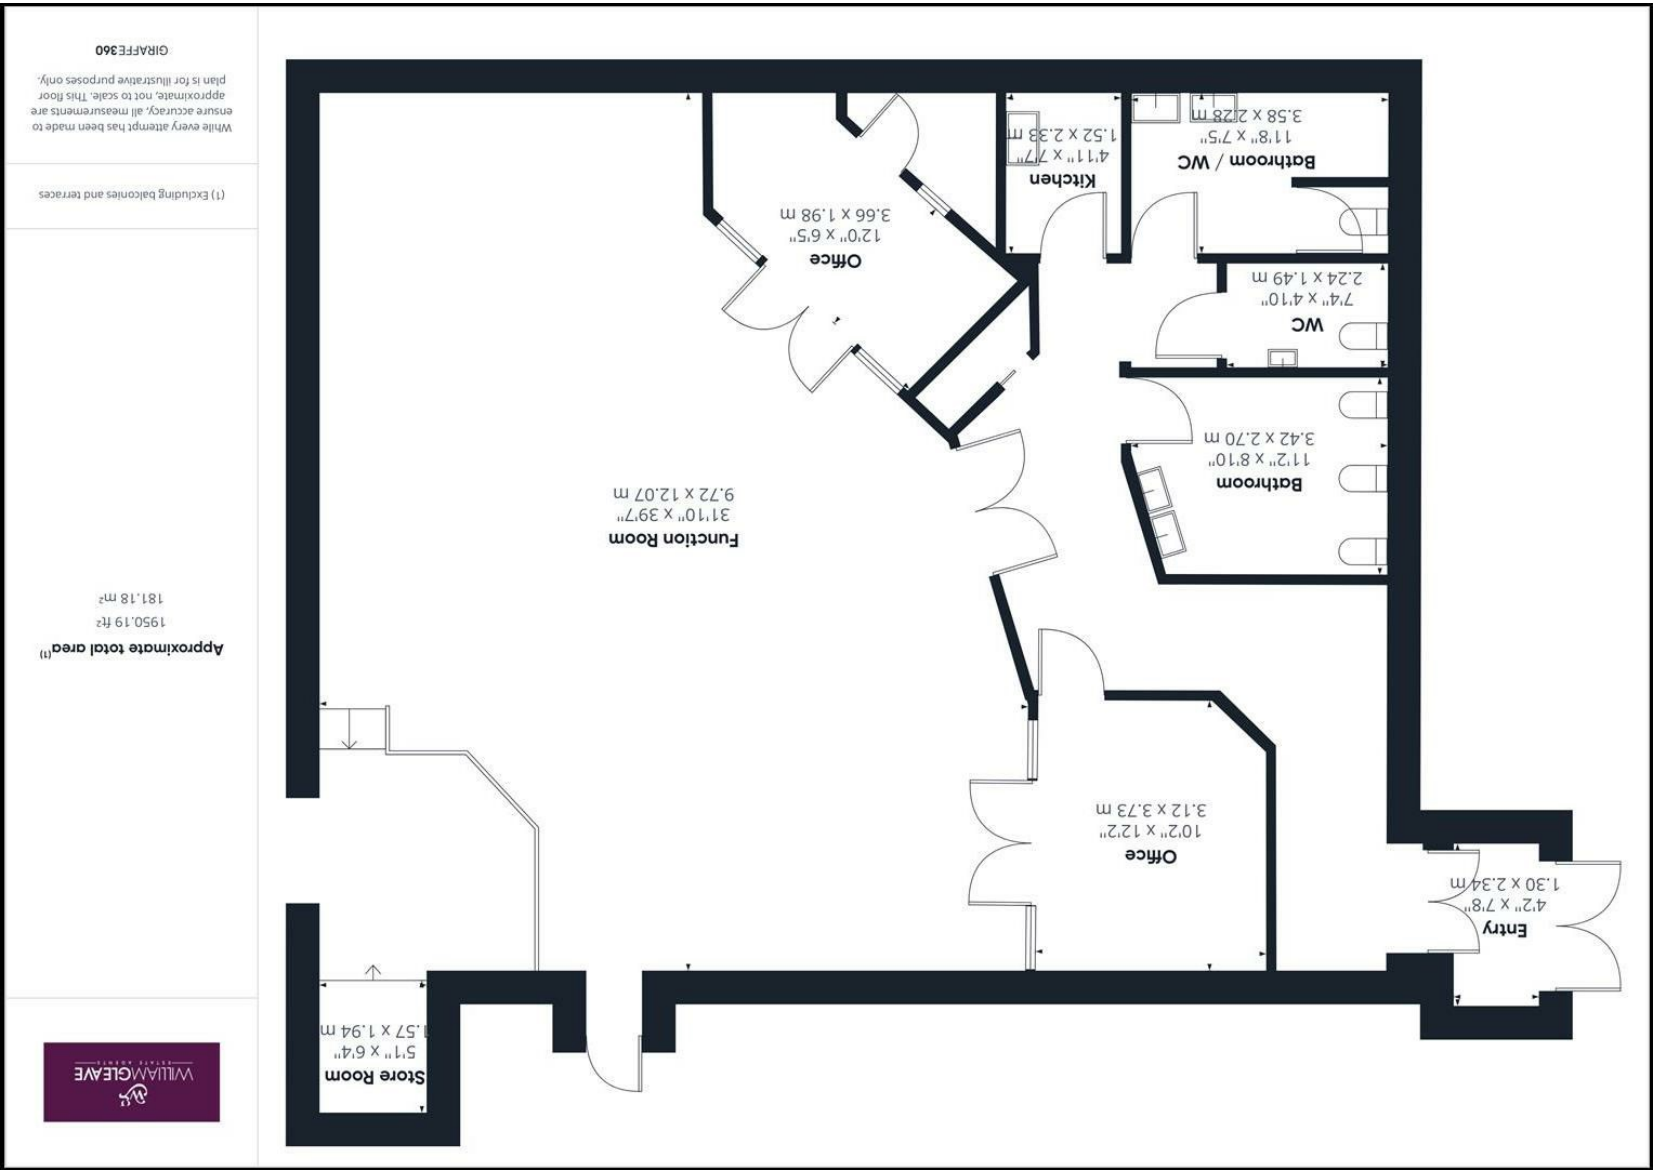 WILLIAMGLEAVE
ESTATE AGENTS
Approximate total area(1)
1950.19 ft²
181.18 m²
(1) Excluding balconies and terraces
While every attempt has been made to
ensure accuracy, all measurements are
approximate, not to scale. This floor
plan is for illustrative purposes only.
GIRAFFE360
Store Room
5'1" x 6'4"
1.57 x 1.94 m
Entry
4'2" x 7'8"
1.30 x 2.34 m
Office
10'2" x 12'2"
3.12 x 3.73 m
Function Room
31'10" x 39'7"
9.72 x 12.07 m
Bathroom
11'2" x 8'10"
3.42 x 2.70 m
WC
7'4" x 4'10"
2.24 x 1.49 m
Office
12'0" x 6'5"
3.66 x 1.98 m
Kitchen
4'11" x 7'7"
1.52 x 2.33 m
Bathroom / WC
11'8" x 7'5"
3.58 x 2.28 m